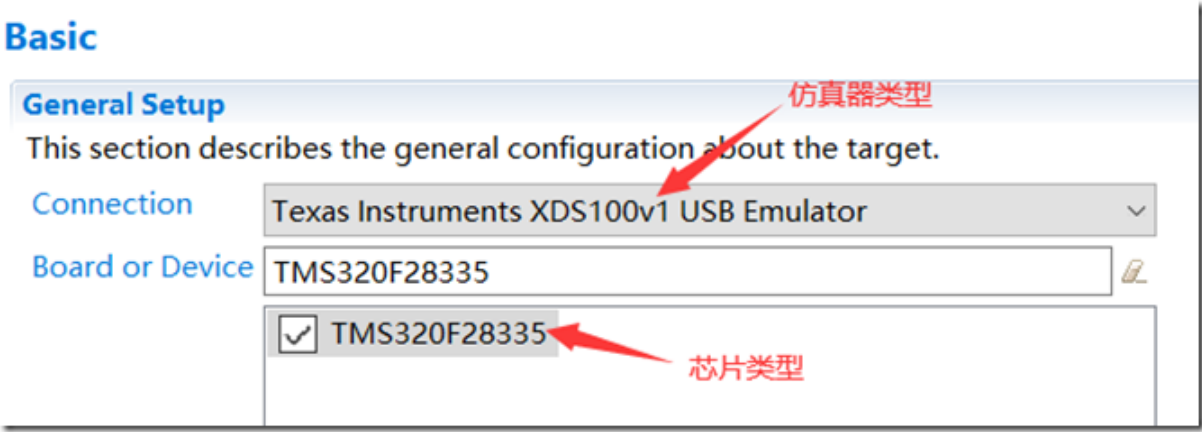 Basic
General Setup
仿真器类型
This section describes the general configuration about the target.
Connection
Texas Instruments XDS100v1 USB Emulator
Board or Device
TMS320F28335
TMS320F28335
芯片类型